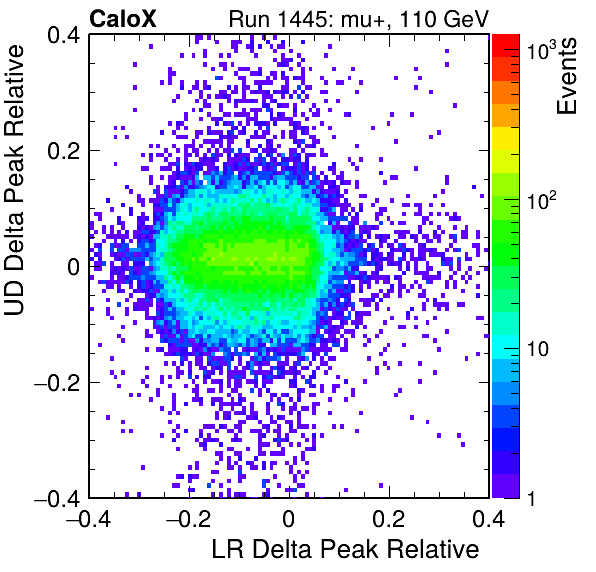 CaloX Run 1445: mu+, 110 GeV
UD Delta Peak Relative
0.4
0.2
0
−0.2
−0.4
−0.4 −0.2 0 0.2 0.4
LR Delta Peak Relative
Events
10³
10²
10
1